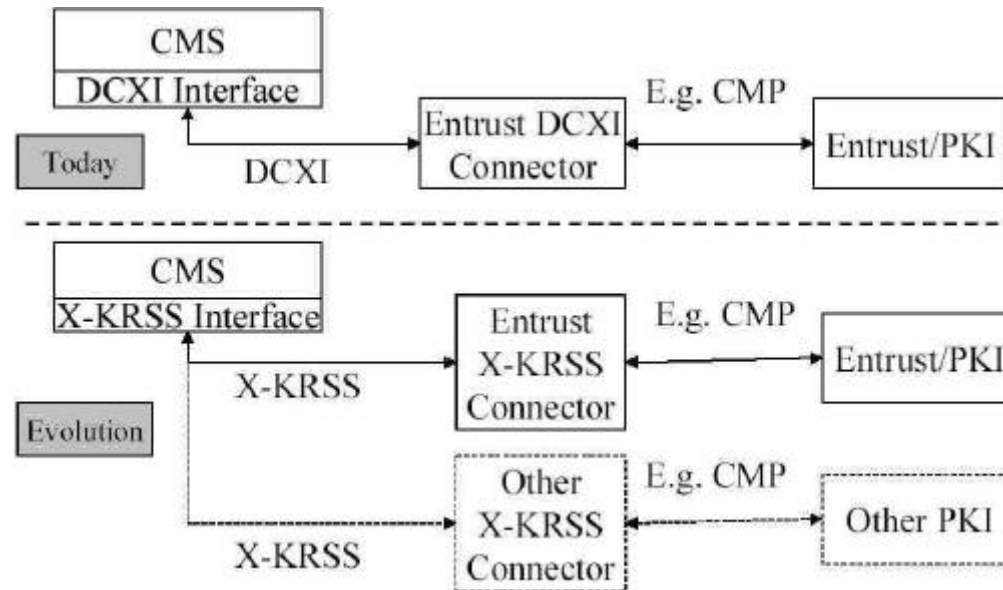 CMS
DCXI Interface
E.g. CMP
Entrust DCXI
Connector
Entrust/PKI
Today
DCXI
CMS
X-KRSS Interface
Entrust
X-KRSS
Connector
E.g. CMP
Entrust/PKI
X-KRSS
Evolution
Other
X-KRSS
Connector
E.g. CMP
Other PKI
X-KRSS